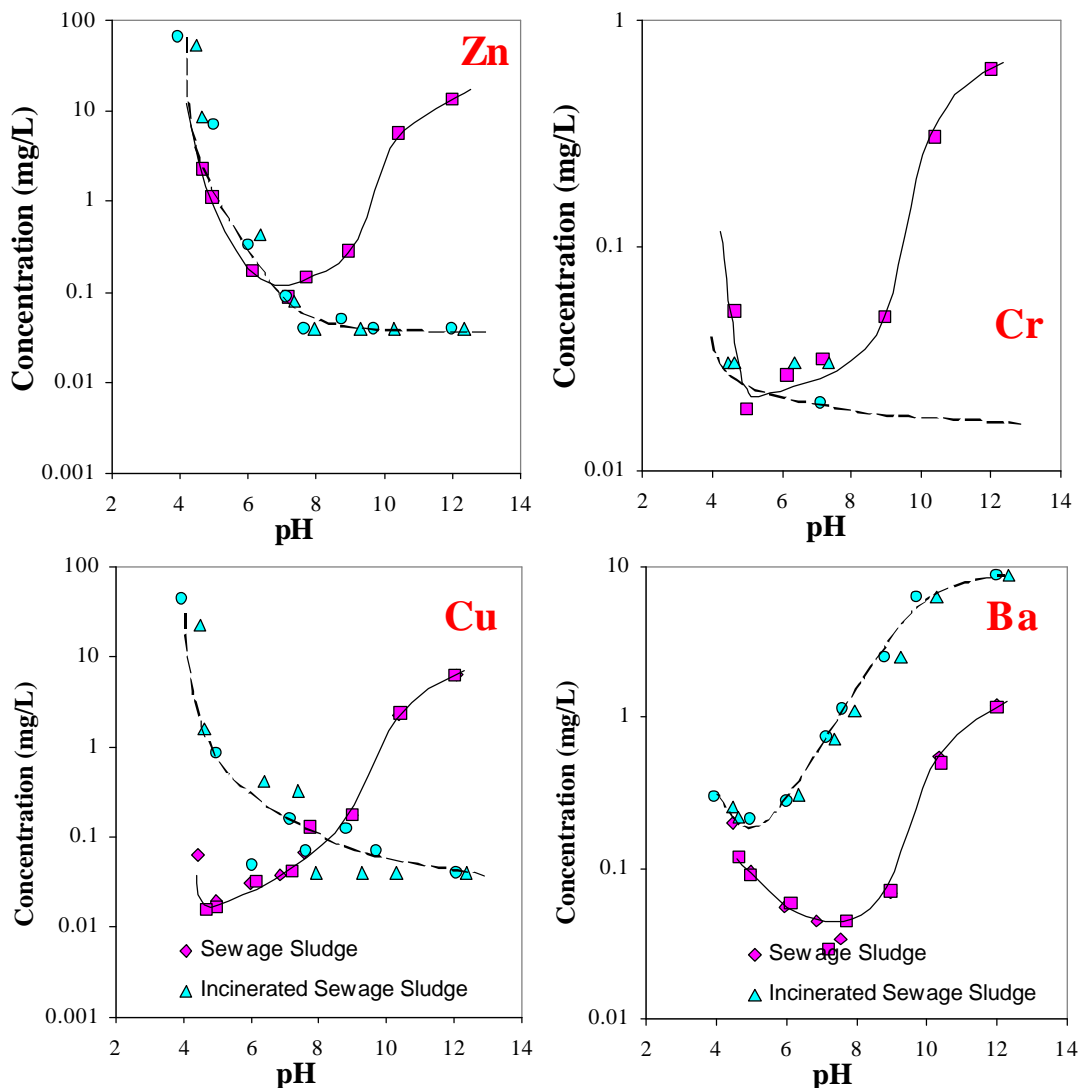 Zn
Concentration (mg/L)
100
10
1
0.1
0.01
0.001
2 4 6 8 10 12 14
pH
Cr
Concentration (mg/L)
1
0.1
0.01
2 4 6 8 10 12 14
pH
Cu
Concentration (mg/L)
100
10
1
0.1
0.01
0.001
Sewage Sludge
Incinerated Sewage Sludge
2 4 6 8 10 12 14
pH
Ba
Concentration (mg/L)
10
1
0.1
0.01
Sewage Sludge
Incinerated Sewage Sludge
2 4 6 8 10 12 14
pH